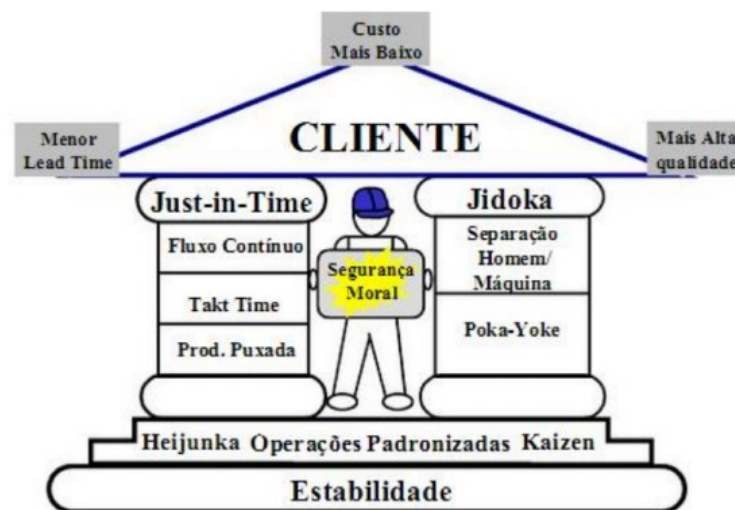 Custo
Mais Baixo
Menor
Lead Time
CLIENTE
Mais Alta
qualidade
Just-in-Time
Jidoka
Fluxo Contínuo
Takt Time
Prod. Puxada
Segurança
Moral
Separação
Homem/
Máquina
Poka-Yoke
Heijunka Operações Padronizadas Kaizen
Estabilidade